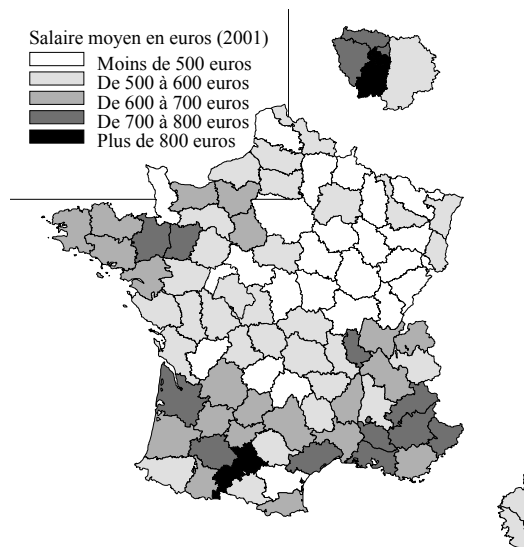 Salaire moyen en euros (2001)
Moins de 500 euros
De 500 à 600 euros
De 600 à 700 euros
De 700 à 800 euros
Plus de 800 euros